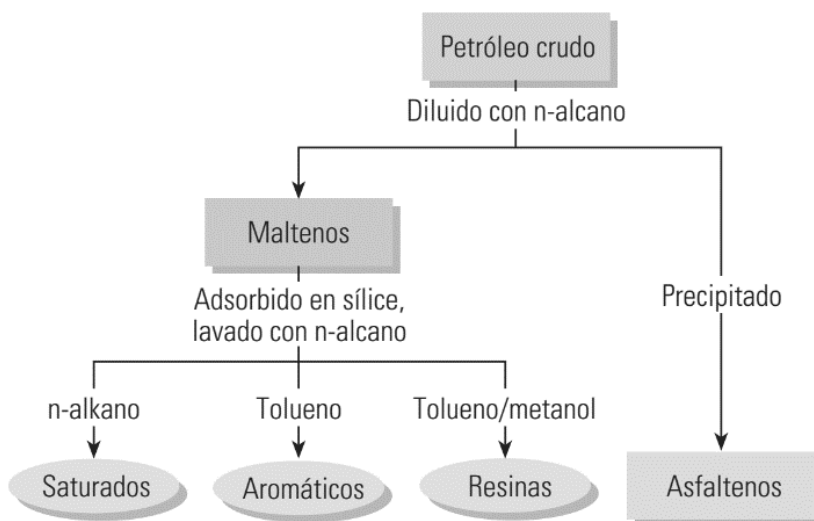 Petróleo crudo
Diluido con n-alcano
Maltenos
Adsorbido en sílice,
lavado con n-alcano
Precipitado
n-alkano
Tolueno
Tolueno/metanol
Saturados
Aromáticos
Resinas
Asfaltenos